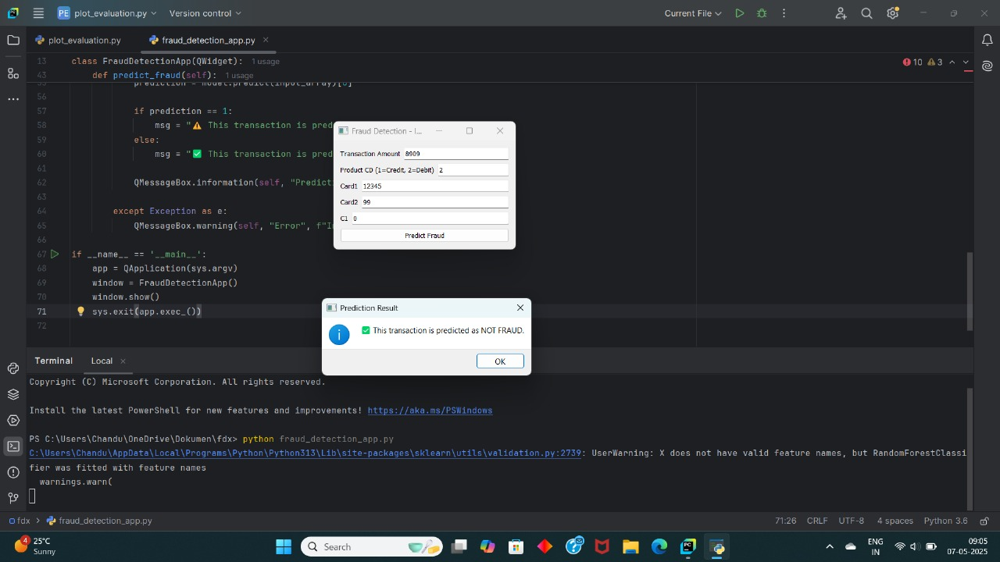 PE plot_evaluation.py Version control Current File
plot_evaluation.py fraud_detection_app.py
13 class FraudDetectionApp(QWidget): 1 usage 10 3
43 def predict_fraud(self): 1 usage
55 prediction = model.predict(input_array)[0]
56
57 if prediction == 1:
58 msg = "⚠️ This transaction is pred
59 else:
60 msg = "✅ This transaction is pred
61
62 QMessageBox.information(self, "Predict
63
64 except Exception as e:
65 QMessageBox.warning(self, "Error", f"I
66
67 if __name__ == '__main__':
68 app = QApplication(sys.argv)
69 window = FraudDetectionApp()
70 window.show()
71 sys.exit(app.exec_())
72
Fraud Detection - I...
Transaction Amount 8909
Product CD (1=Credit, 2=Debit) 2
Card1 12345
Card2 99
C1 0
Predict Fraud
Prediction Result
✅ This transaction is predicted as NOT FRAUD.
OK
Terminal Local
Copyright (C) Microsoft Corporation. All rights reserved.
Install the latest PowerShell for new features and improvements! https://aka.ms/PSWindows
PS C:\Users\Chandu\OneDrive\Dokumen\fdx> python fraud_detection_app.py
C:\Users\Chandu\AppData\Local\Programs\Python\Python313\Lib\site-packages\sklearn\utils\validation.py:2739: UserWarning: X does not have valid feature names, but RandomForestClassi
fier was fitted with feature names
warnings.warn(
fdx > fraud_detection_app.py 71:26 CRLF UTF-8 4 spaces Python 3.6
4 25°C
Sunny
Search
PC
ENG
IN
09:05
07-05-2025